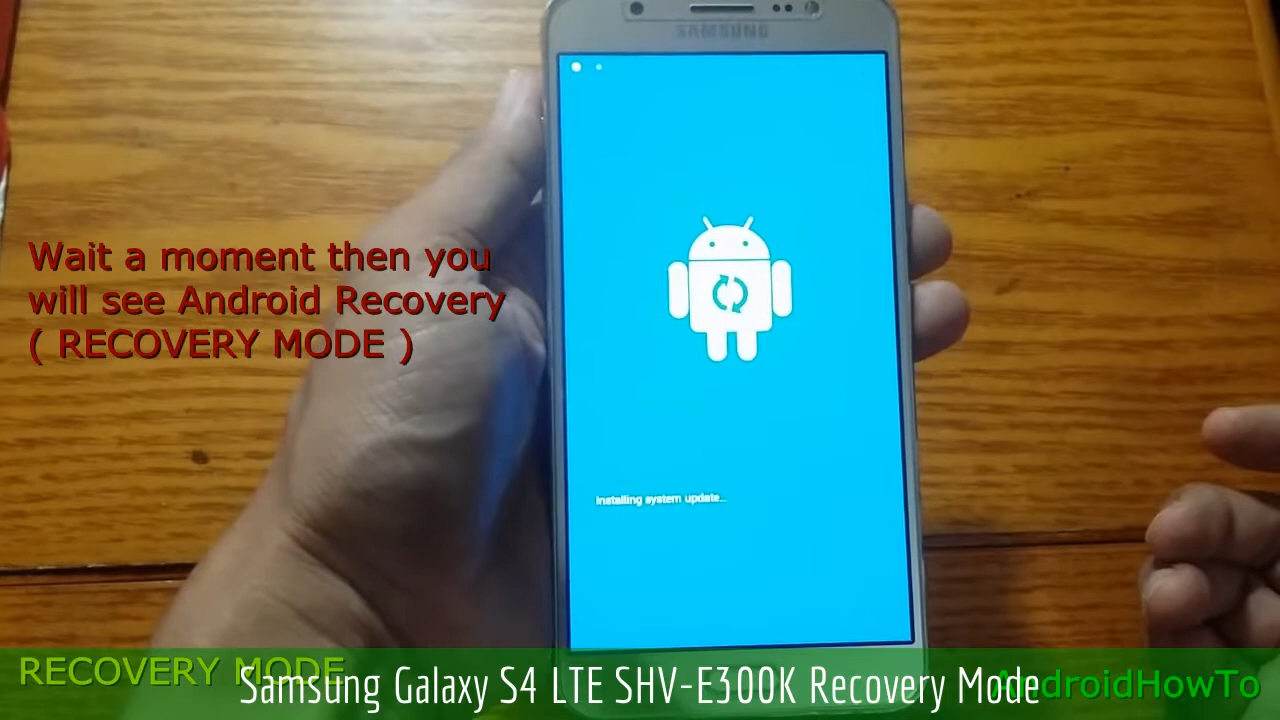 SAMSUNG
Wait a moment then you
will see Android Recovery
( RECOVERY MODE )
Installing system update...
RECOVERY MODE
Samsung Galaxy S4 LTE SHV-E300K Recovery Mode
AndroidHowTo